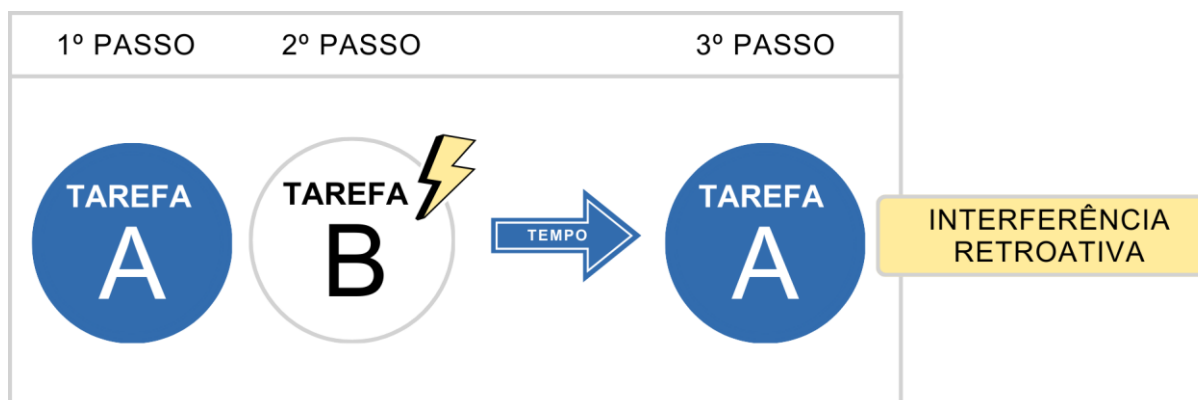 1º PASSO 2º PASSO 3º PASSO
TAREFA
A
TAREFA
B
TEMPO
TAREFA
A
INTERFERÊNCIA
RETROATIVA